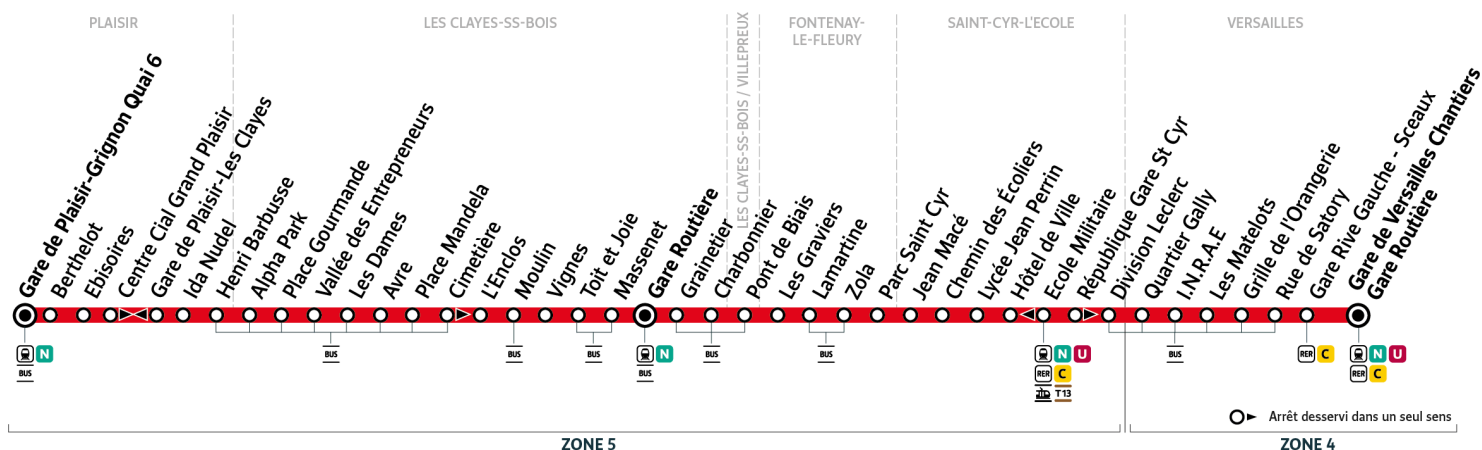 PLAISIR
LES CLAYES-SS-BOIS
LES CLAYES-SS-BOIS / VILLEPREUX
FONTENAY-
LE-FLEURY
SAINT-CYR-L'ECOLE
VERSAILLES
Gare de Plaisir-Grignon Quai 6
Berthelot
Ebisoires
Centre Cial Grand Plaisir
Gare de Plaisir-Les Clayes
Ida Nudel
Henri Barbusse
Alpha Park
Place Gourmande
Vallée des Entrepreneurs
Les Dames
Avre
Place Mandela
Cimetière
L'Enclos
Moulin
Vignes
Toit et Joie
Massenet
Gare Routière
Grainetier
Charbonnier
Pont de Biais
Les Graviers
Lamartine
Zola
Parc Saint Cyr
Jean Macé
Chemin des Écoliers
Lycée Jean Perrin
Hôtel de Ville
Ecole Militaire
République Gare St Cyr
Division Leclerc
Quartier Gally
I.N.R.A.E
Les Matelots
Grille de l'Orangerie
Rue de Satory
Gare Rive Gauche - Sceaux
Gare de Versailles Chantiers
Gare Routière
N
BUS
BUS
BUS
BUS
N
BUS
BUS
BUS
N U
RER C
T13
BUS
RER C
N U
RER C
Arrêt desservi dans un seul sens
ZONE 5
ZONE 4